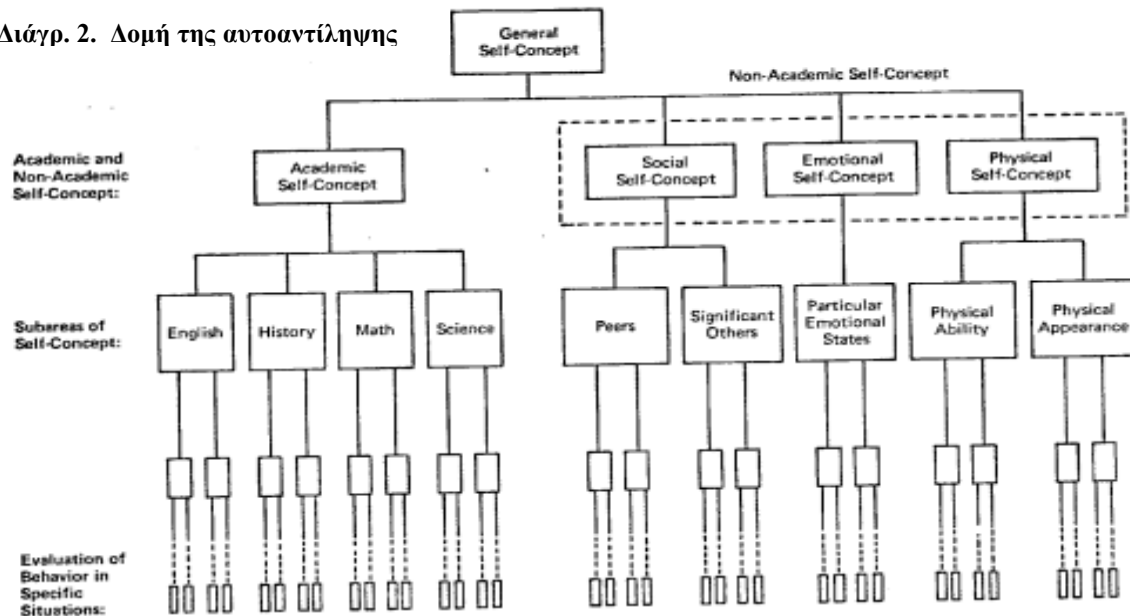 Διάγρ. 2. Δομή της αυτοαντίληψης
General
Self-Concept
Non-Academic Self-Concept
Academic and
Non-Academic
Self-Concept:
Academic
Self-Concept
Social
Self-Concept
Emotional
Self-Concept
Physical
Self-Concept
Subareas of
Self-Concept:
English
History
Math
Science
Peers
Significant
Others
Particular
Emotional
States
Physical
Ability
Physical
Appearance
Evaluation of
Behavior in
Specific
Situations: